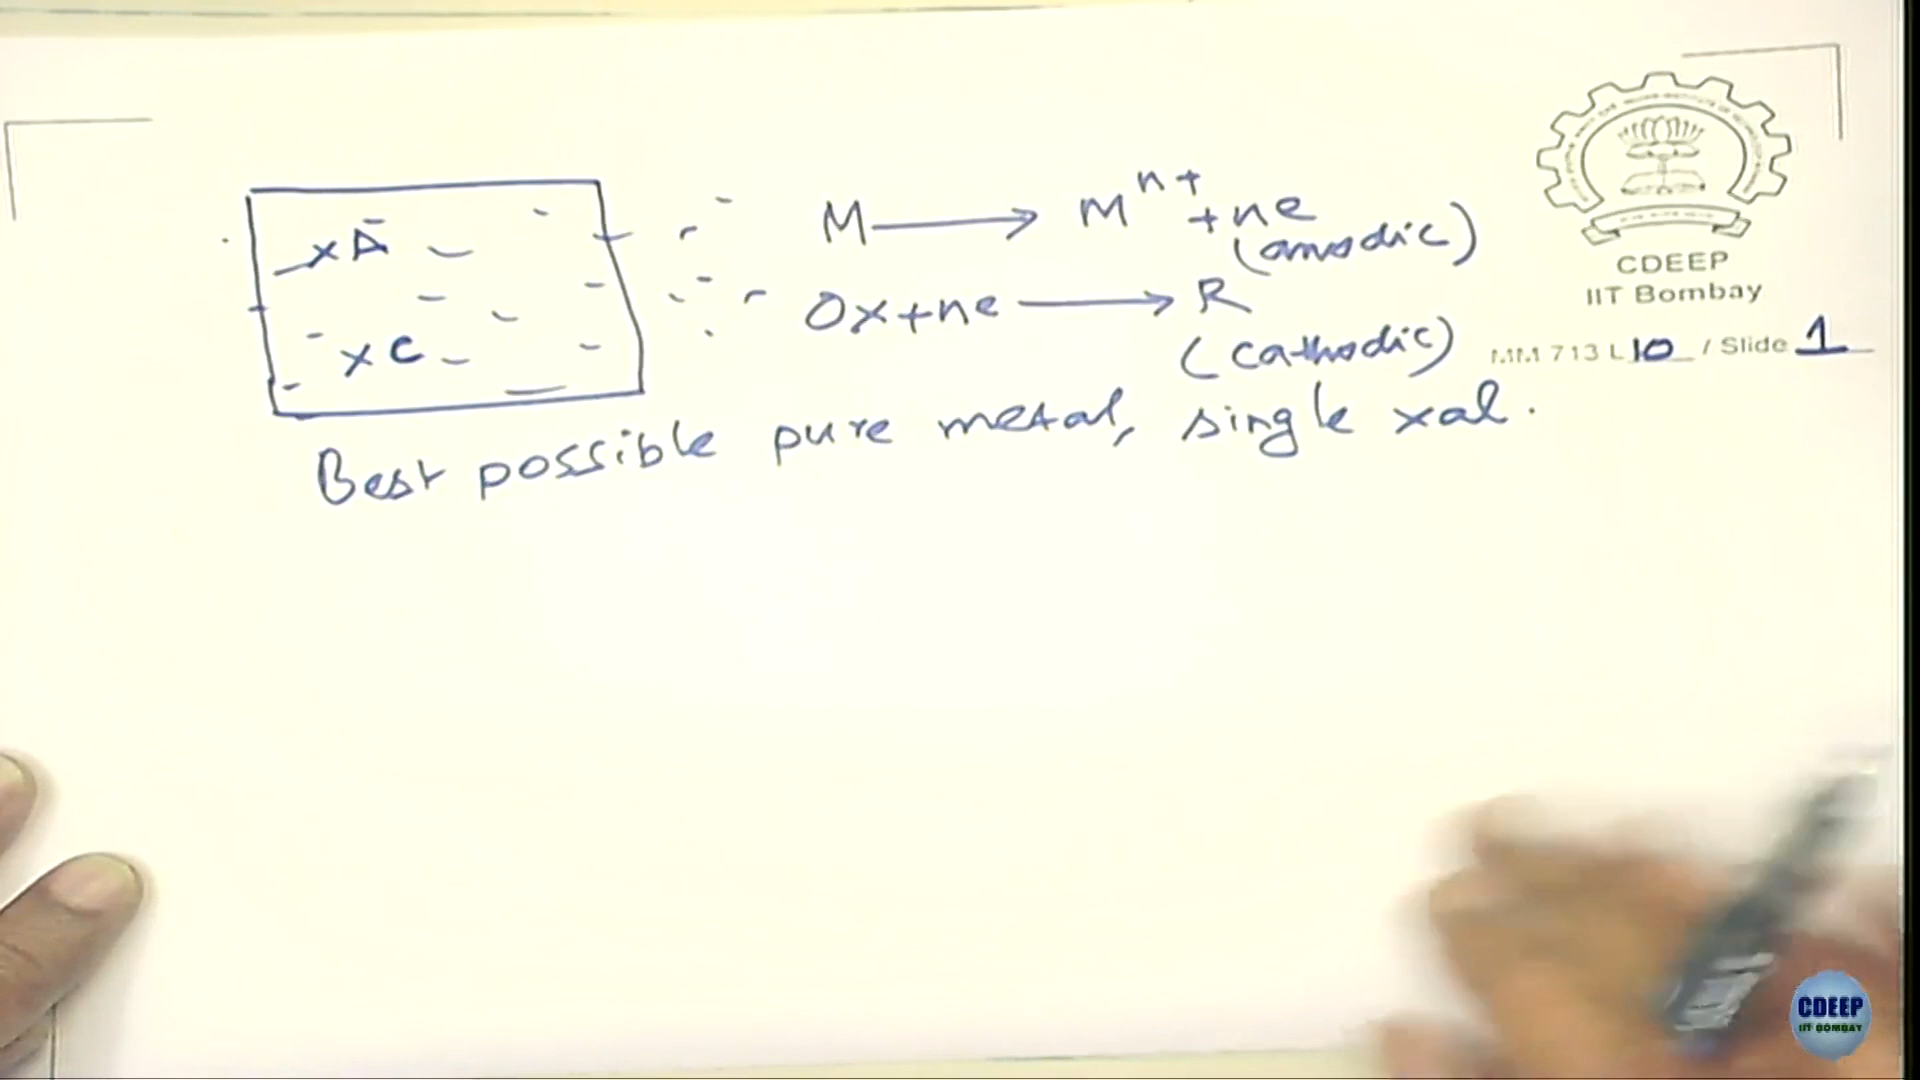 xA
xC
M → M^n+ + ne
(anodic)
Ox+ne → R
(cathodic)
Best possible pure metal, single xal.
CDEEP
IIT Bombay
MM 713 L 10 / Slide 1
CDEEP
IIT BOMBAY